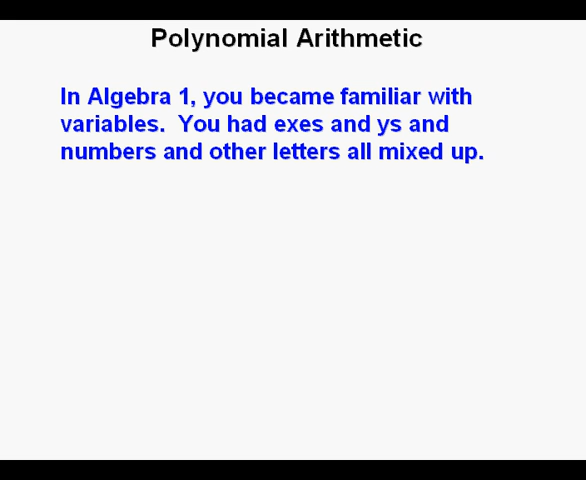 Polynomial Arithmetic
In Algebra 1, you became familiar with
variables.  You had exes and ys and
numbers and other letters all mixed up.